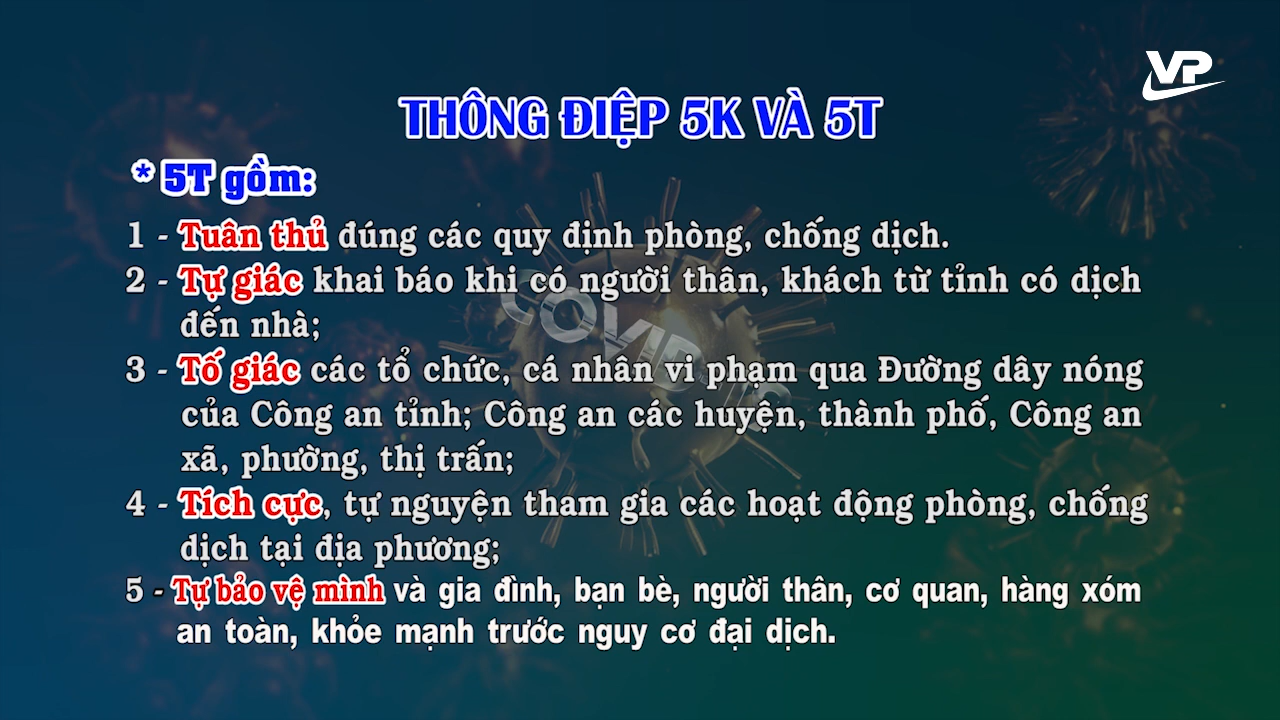 VP
THÔNG ĐIỆP 5K VÀ 5T
* 5T gồm:
1 - Tuân thủ đúng các quy định phòng, chống dịch.
2 - Tự giác khai báo khi có người thân, khách từ tỉnh có dịch
đến nhà;
3 - Tố giác các tổ chức, cá nhân vi phạm qua Đường dây nóng
của Công an tỉnh; Công an các huyện, thành phố, Công an
xã, phường, thị trấn;
4 - Tích cực, tự nguyện tham gia các hoạt động phòng, chống
dịch tại địa phương;
5 - Tự bảo vệ mình và gia đình, bạn bè, người thân, cơ quan, hàng xóm
an toàn, khỏe mạnh trước nguy cơ đại dịch.
COVID